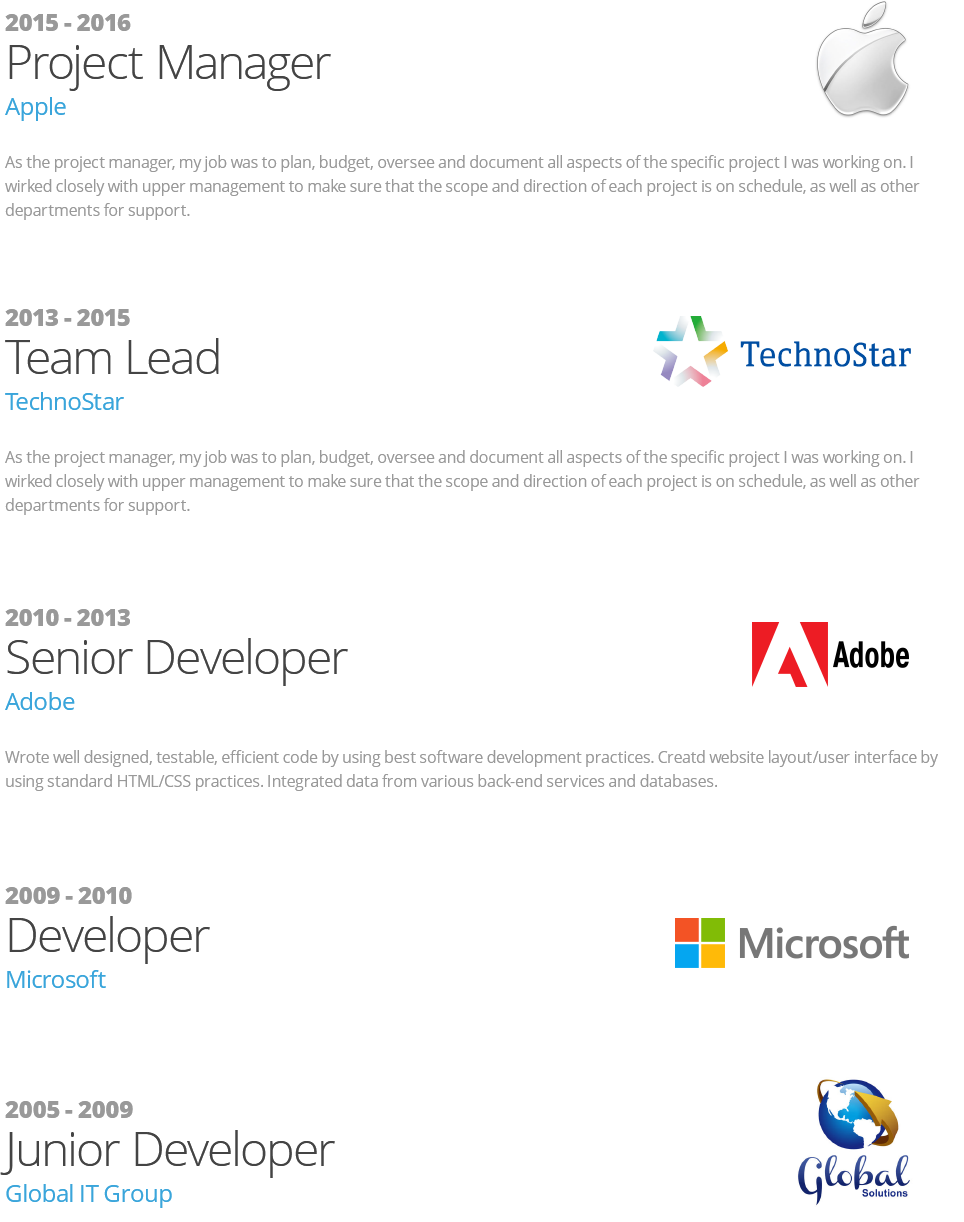 2015 - 2016
Project Manager
Apple
As the project manager, my job was to plan, budget, oversee and document all aspects of the specific project I was working on. I
wirked closely with upper management to make sure that the scope and direction of each project is on schedule, as well as other
departments for support.
2013 - 2015
Team Lead
TechnoStar
TechnoStar
As the project manager, my job was to plan, budget, oversee and document all aspects of the specific project I was working on. I
wirked closely with upper management to make sure that the scope and direction of each project is on schedule, as well as other
departments for support.
2010 - 2013
Senior Developer
Adobe
Adobe
Wrote well designed, testable, efficient code by using best software development practices. Creatd website layout/user interface by
using standard HTML/CSS practices. Integrated data from various back-end services and databases.
2009 - 2010
Developer
Microsoft
Microsoft
2005 - 2009
Junior Developer
Global IT Group
Global
Solutions